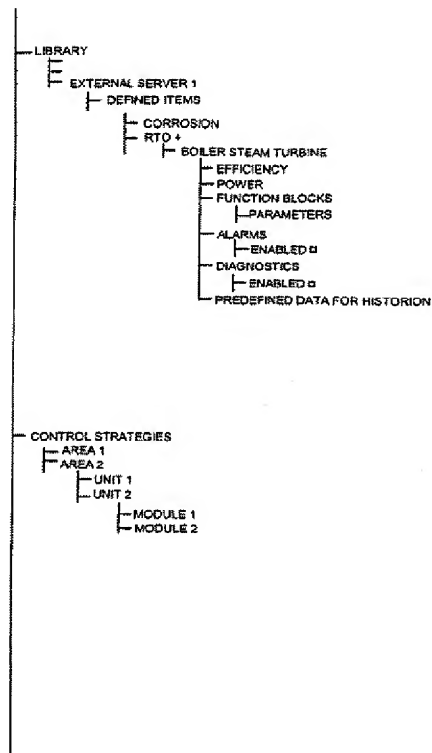 LIBRARY
EXTERNAL SERVER 1
DEFINED ITEMS
CORROSION
RTO +
BOILER STEAM TURBINE
EFFICIENCY
POWER
FUNCTION BLOCKS
PARAMETERS
ALARMS
ENABLED □
DIAGNOSTICS
ENABLED □
PREDEFINED DATA FOR HISTORION
CONTROL STRATEGIES
AREA 1
AREA 2
UNIT 1
UNIT 2
MODULE 1
MODULE 2